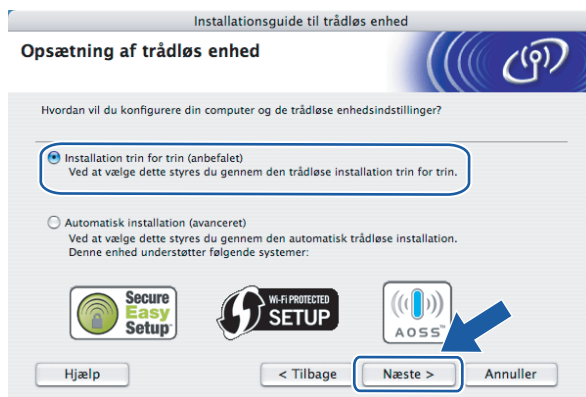 Installationsguide til trådløs enhed
Opsætning af trådløs enhed
Hvordan vil du konfigurere din computer og de trådløse enhedsindstillinger?
Installation trin for trin (anbefalet)
Ved at vælge dette styres du gennem den trådløse installation trin for trin.
Automatisk installation (avanceret)
Ved at vælge dette styres du gennem den automatisk trådløse installation.
Denne enhed understøtter følgende systemer:
Secure
Easy
Setup
WI-FI PROTECTED
SETUP
AOSS™
Hjælp
< Tilbage
Næste >
Annuller